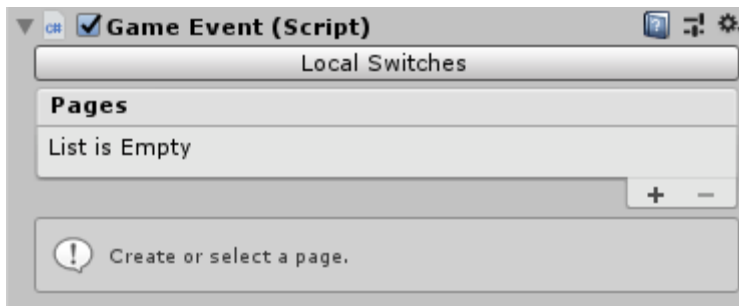 c# Game Event (Script)
Local Switches
Pages
List is Empty
+ −
Create or select a page.